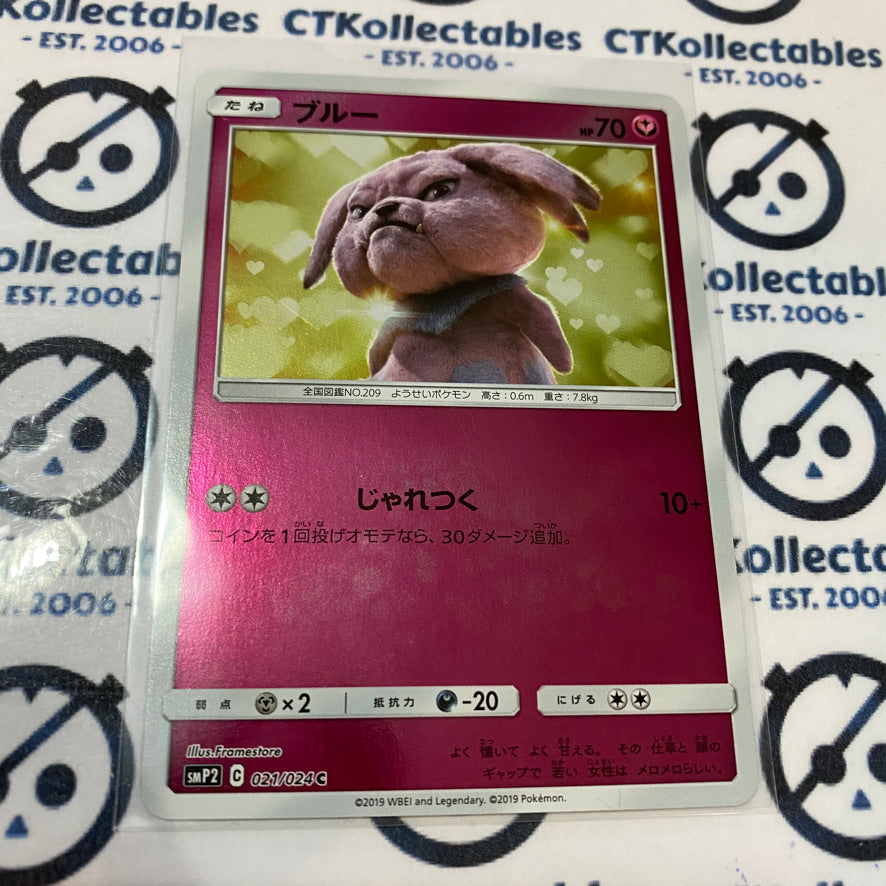 CTKollectables
- EST. 2006 -
CTKollectables
- EST. 2006 -
CTKollectables
- EST. 2006 -
ollectab
EST. 2006 -
ollectables
- EST. 2006 -
たね ブルー HP70
全国図鑑NO.209 ようせいポケモン 高さ:0.6m 重さ:7.8kg
じゃれつく 10+
コインを1回投げオモテなら、30ダメージ追加。
弱点 ×2 抵抗力 -20 にげる
ollectables
- EST. 2006 -
2006 -
Illus.Framestore
よく 懐いて よく 甘える。 その 仕草と 顔の
ギャップで 若い 女性は メロメロらしい。
SMP2 C 021/024 C
©2019 WBEI and Legendary. ©2019 Pokémon.